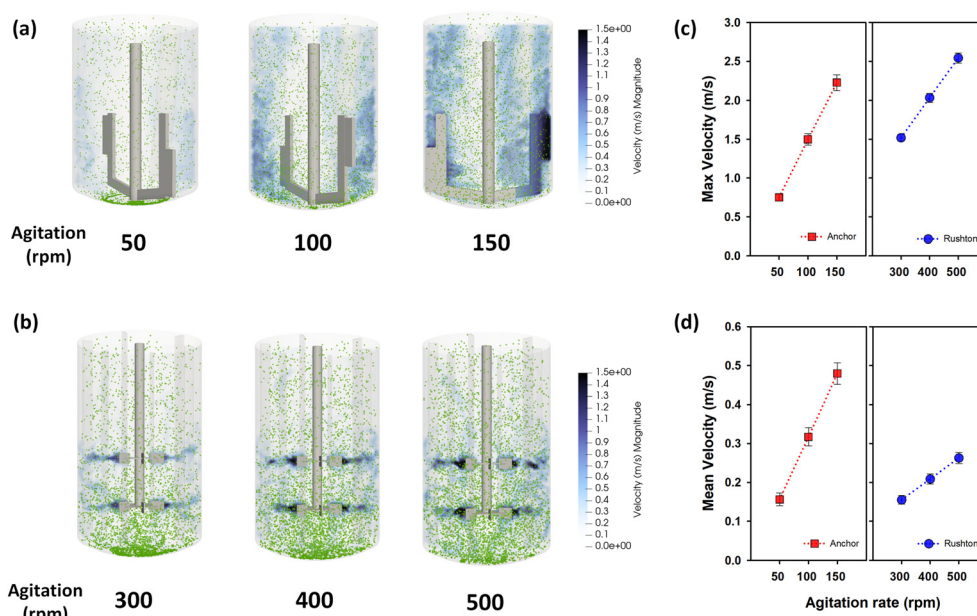 (a)
1.5e+00
1.4
1.3
1.2
1.1
1
0.9
0.8
0.7
0.6
0.5
0.4
0.3
0.2
0.1
0.0e+00
Velocity (m/s) Magnitude
Agitation
(rpm)
50
100
150
(b)
1.5e+00
1.4
1.3
1.2
1.1
1
0.9
0.8
0.7
0.6
0.5
0.4
0.3
0.2
0.1
0.0e+00
Velocity (m/s) Magnitude
Agitation
(rpm)
300
400
500
(c)
Max Velocity (m/s)
3.0
2.5
2.0
1.5
1.0
0.5
0.0
Anchor
Rushton
50 100 150
300 400 500
(d)
Mean Velocity (m/s)
0.6
0.5
0.4
0.3
0.2
0.1
0.0
Anchor
Rushton
50 100 150
300 400 500
Agitation rate (rpm)